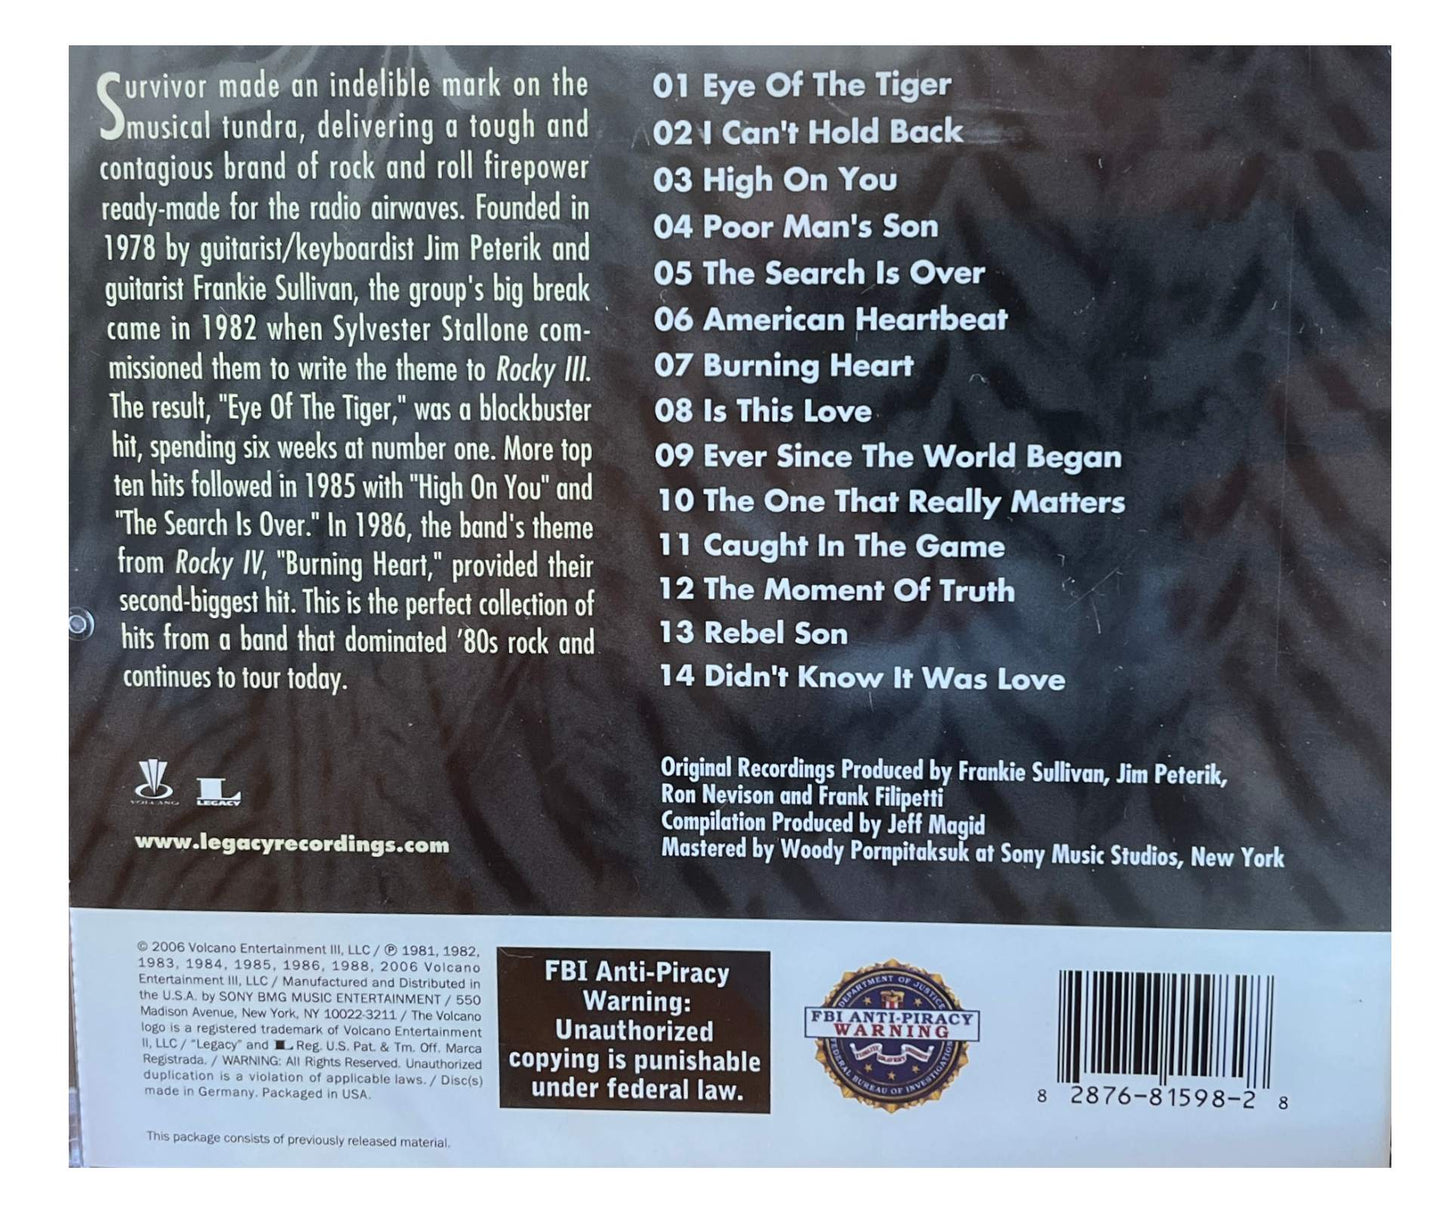 Survivor made an indelible mark on the
musical tundra, delivering a tough and
contagious brand of rock and roll firepower
ready-made for the radio airwaves. Founded in
1978 by guitarist/keyboardist Jim Peterik and
guitarist Frankie Sullivan, the group's big break
came in 1982 when Sylvester Stallone com-
missioned them to write the theme to Rocky III.
The result, "Eye Of The Tiger," was a blockbuster
hit, spending six weeks at number one. More top
ten hits followed in 1985 with "High On You" and
"The Search Is Over." In 1986, the band's theme
from Rocky IV, "Burning Heart," provided their
second-biggest hit. This is the perfect collection of
hits from a band that dominated '80s rock and
continues to tour today.
VOLCANO LEGACY
www.legacyrecordings.com
01 Eye Of The Tiger
02 I Can't Hold Back
03 High On You
04 Poor Man's Son
05 The Search Is Over
06 American Heartbeat
07 Burning Heart
08 Is This Love
09 Ever Since The World Began
10 The One That Really Matters
11 Caught In The Game
12 The Moment Of Truth
13 Rebel Son
14 Didn't Know It Was Love
Original Recordings Produced by Frankie Sullivan, Jim Peterik,
Ron Nevison and Frank Filipetti
Compilation Produced by Jeff Magid
Mastered by Woody Pornpitaksuk at Sony Music Studios, New York
© 2006 Volcano Entertainment III, LLC / ℗ 1981, 1982,
1983, 1984, 1985, 1986, 1988, 2006 Volcano
Entertainment III, LLC / Manufactured and Distributed in
the U.S.A. by SONY BMG MUSIC ENTERTAINMENT / 550
Madison Avenue, New York, NY 10022-3211 / The Volcano
logo is a registered trademark of Volcano Entertainment
II, LLC / "Legacy" and L Reg. U.S. Pat. & Tm. Off. Marca
Registrada. / WARNING: All Rights Reserved. Unauthorized
duplication is a violation of applicable laws. / Disc(s)
made in Germany. Packaged in USA.
This package consists of previously released material.
FBI Anti-Piracy
Warning:
Unauthorized
copying is punishable
under federal law.
DEPARTMENT OF JUSTICE
FBI ANTI-PIRACY
WARNING
FEDERAL BUREAU OF INVESTIGATION
8 2876-81598-2 8